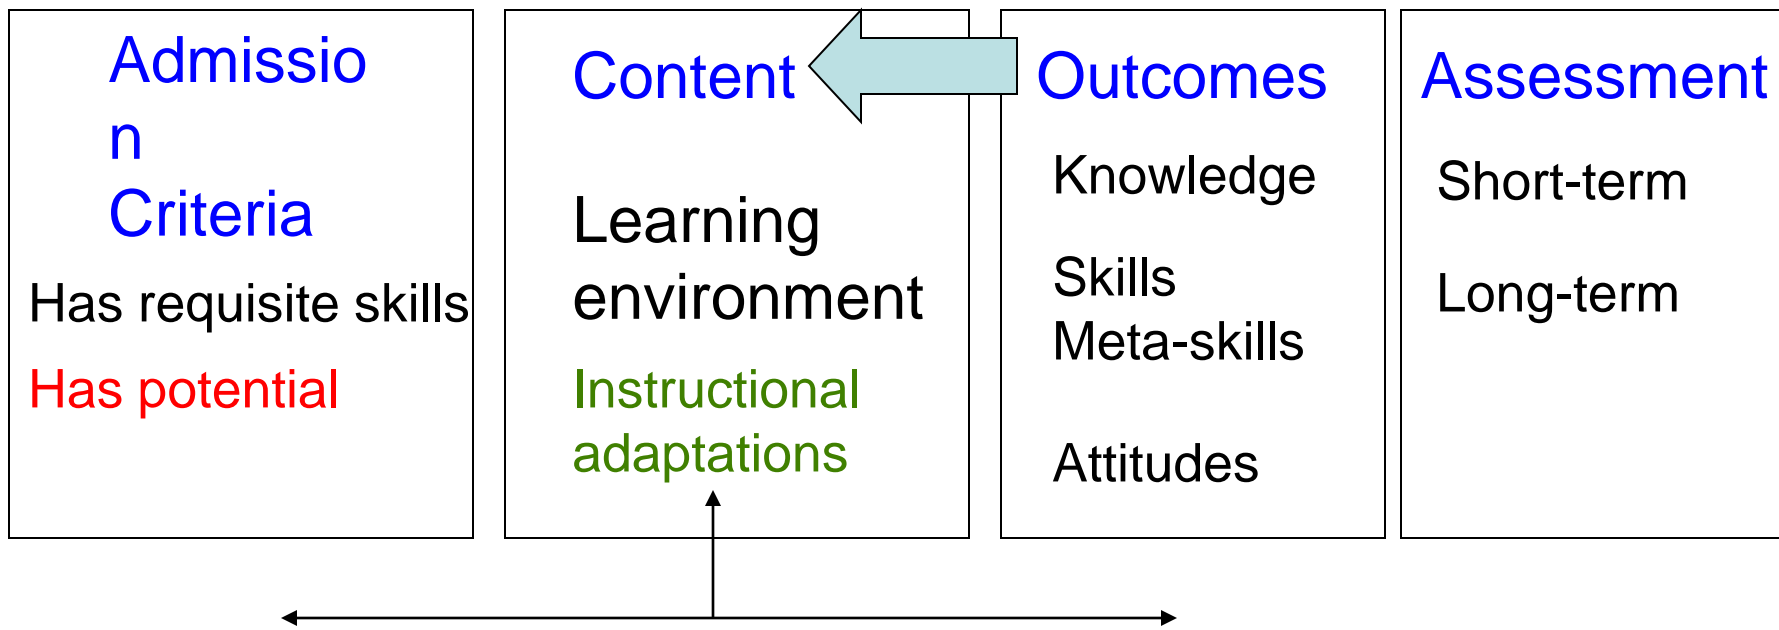 Admissio
n
Criteria
Has requisite skills
Has potential
Content
Learning
environment
Instructional
adaptations
Outcomes
Knowledge
Skills
Meta-skills
Attitudes
Assessment
Short-term
Long-term